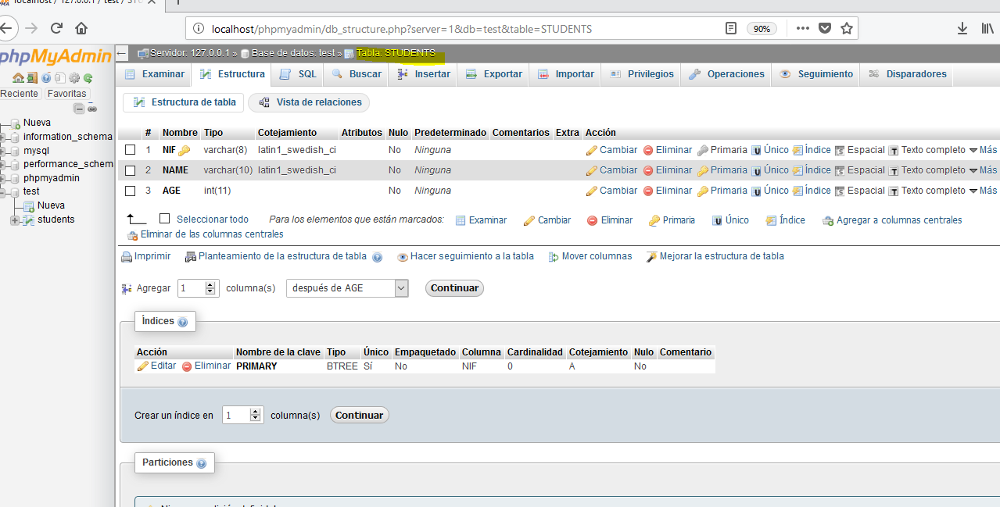 localhost / 127.0.0.1 / test / STU
localhost/phpmyadmin/db_structure.php?server=1&db=test&table=STUDENTS 90%
phpMyAdmin
Reciente Favoritas
Nueva
information_schema
mysql
performance_schem
phpmyadmin
test
Nueva
students
Servidor: 127.0.0.1 » Base de datos: test » Tabla: STUDENTS
Examinar Estructura SQL Buscar Insertar Exportar Importar Privilegios Operaciones Seguimiento Disparadores
Estructura de tabla Vista de relaciones
# Nombre Tipo Cotejamiento Atributos Nulo Predeterminado Comentarios Extra Acción
1 NIF varchar(8) latin1_swedish_ci No Ninguna Cambiar Eliminar Primaria Único Índice Espacial Texto completo Más
2 NAME varchar(10) latin1_swedish_ci No Ninguna Cambiar Eliminar Primaria Único Índice Espacial Texto completo Más
3 AGE int(11) No Ninguna Cambiar Eliminar Primaria Único Índice Espacial Texto completo Más
Seleccionar todo Para los elementos que están marcados: Examinar Cambiar Eliminar Primaria Único Índice Agregar a columnas centrales
Eliminar de las columnas centrales
Imprimir Planteamiento de la estructura de tabla Hacer seguimiento a la tabla Mover columnas Mejorar la estructura de tabla
Agregar 1 columna(s) después de AGE Continuar
Índices
Acción Nombre de la clave Tipo Único Empaquetado Columna Cardinalidad Cotejamiento Nulo Comentario
Editar Eliminar PRIMARY BTREE Sí No NIF 0 A No
Crear un índice en 1 columna(s) Continuar
Particiones